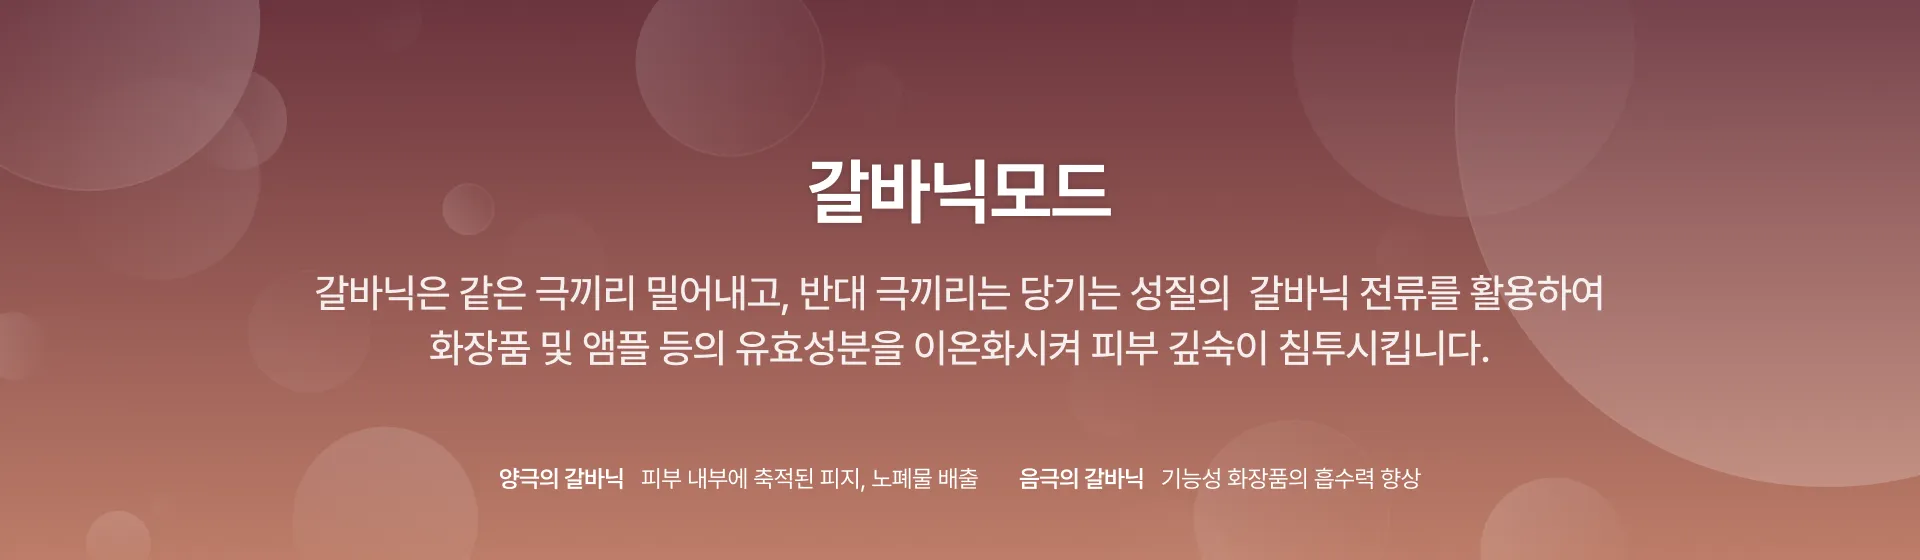 갈바닉모드
갈바닉은 같은 극끼리 밀어내고, 반대 극끼리는 당기는 성질의 갈바닉 전류를 활용하여
화장품 및 앰플 등의 유효성분을 이온화시켜 피부 깊숙이 침투시킵니다.
양극의 갈바닉 피부 내부에 축적된 피지, 노폐물 배출 음극의 갈바닉 기능성 화장품의 흡수력 향상